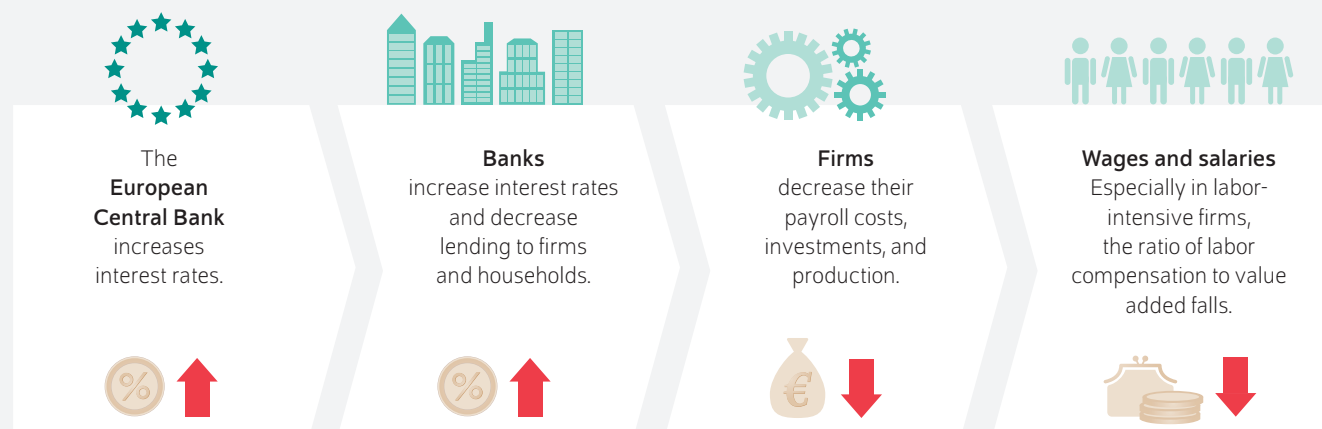 The
European
Central Bank
increases
interest rates.
%
Banks
increase interest rates
and decrease
lending to firms
and households.
%
Firms
decrease their
payroll costs,
investments, and
production.
€
Wages and salaries
Especially in labor-
intensive firms,
the ratio of labor
compensation to value
added falls.